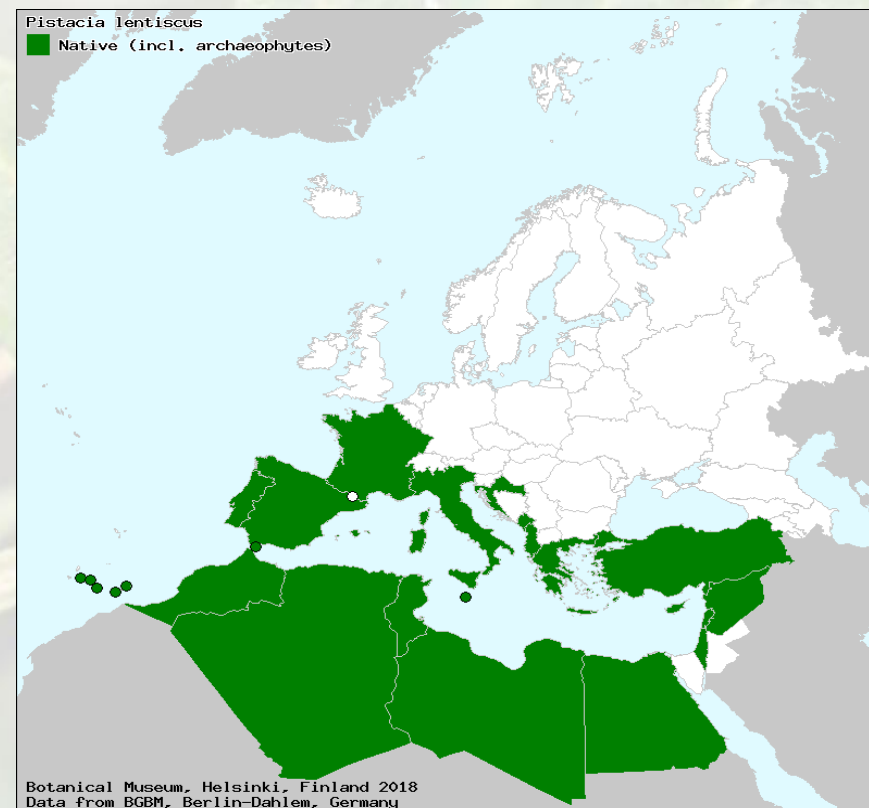 Pistacia lentiscus
Native (incl. archaeophytes)
Botanical Museum, Helsinki, Finland 2018
Data from BGBM, Berlin-Dahlem, Germany